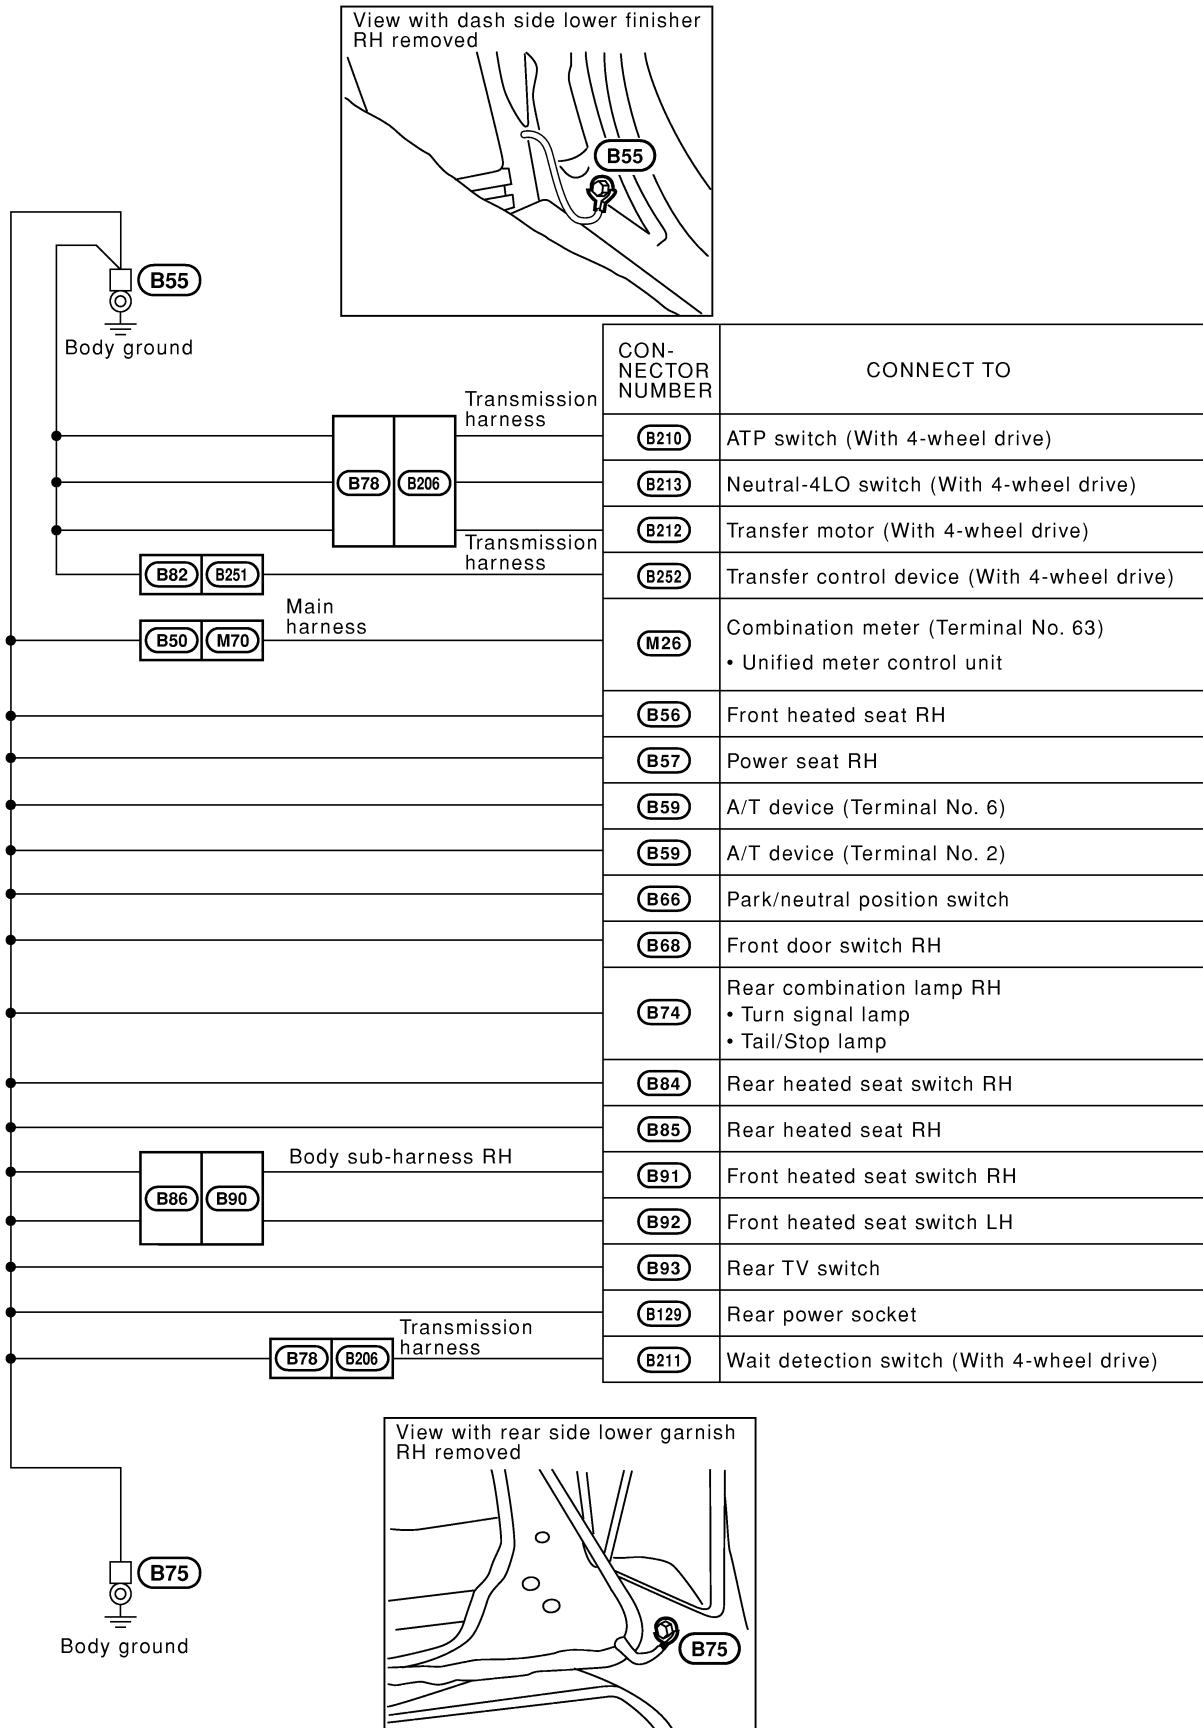 View with dash side lower finisher
RH removed
B55
B55
Body ground
CON-
NECTOR
NUMBER
CONNECT TO
Transmission
harness
B210
ATP switch (With 4-wheel drive)
B78
B206
B213
Neutral-4LO switch (With 4-wheel drive)
B212
Transfer motor (With 4-wheel drive)
Transmission
harness
B82
B251
B252
Transfer control device (With 4-wheel drive)
Main
harness
B50
M70
M26
Combination meter (Terminal No. 63)
• Unified meter control unit
B56
Front heated seat RH
B57
Power seat RH
B59
A/T device (Terminal No. 6)
B59
A/T device (Terminal No. 2)
B66
Park/neutral position switch
B68
Front door switch RH
B74
Rear combination lamp RH
• Turn signal lamp
• Tail/Stop lamp
B84
Rear heated seat switch RH
B85
Rear heated seat RH
Body sub-harness RH
B86
B90
B91
Front heated seat switch RH
B92
Front heated seat switch LH
B93
Rear TV switch
B129
Rear power socket
Transmission
harness
B78
B206
B211
Wait detection switch (With 4-wheel drive)
View with rear side lower garnish
RH removed
B75
B75
Body ground